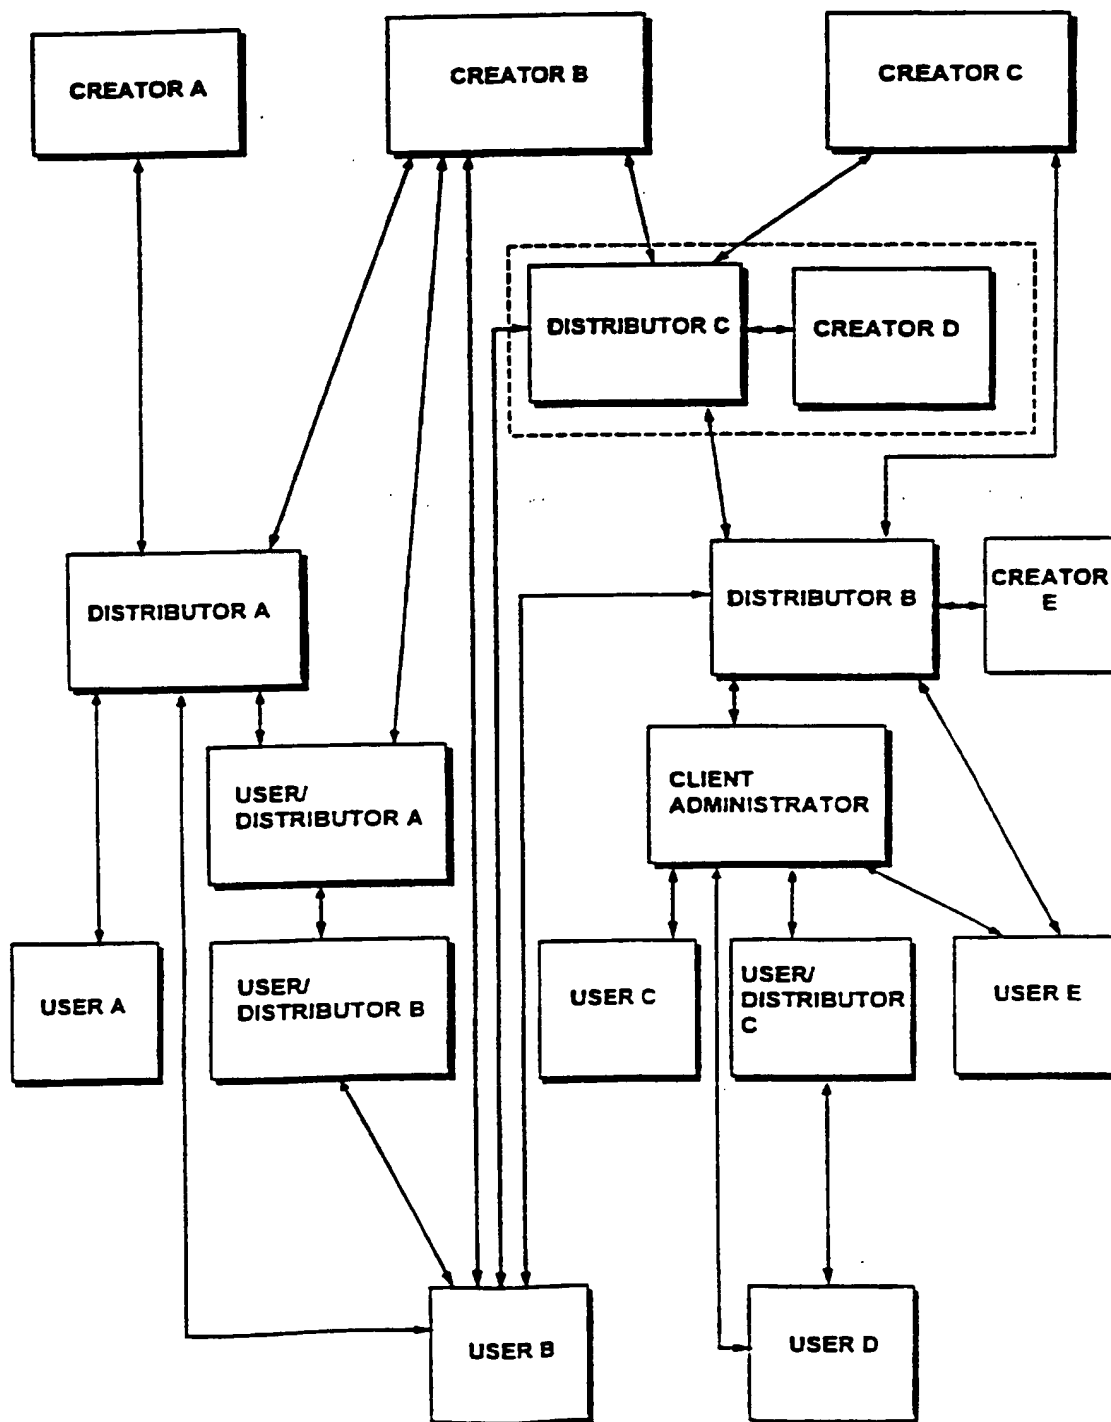 CREATOR A
CREATOR B
CREATOR C
DISTRIBUTOR C
CREATOR D
DISTRIBUTOR A
DISTRIBUTOR B
CREATOR
E
USER/
DISTRIBUTOR A
CLIENT
ADMINISTRATOR
USER A
USER/
DISTRIBUTOR B
USER C
USER/
DISTRIBUTOR
C
USER E
USER B
USER D